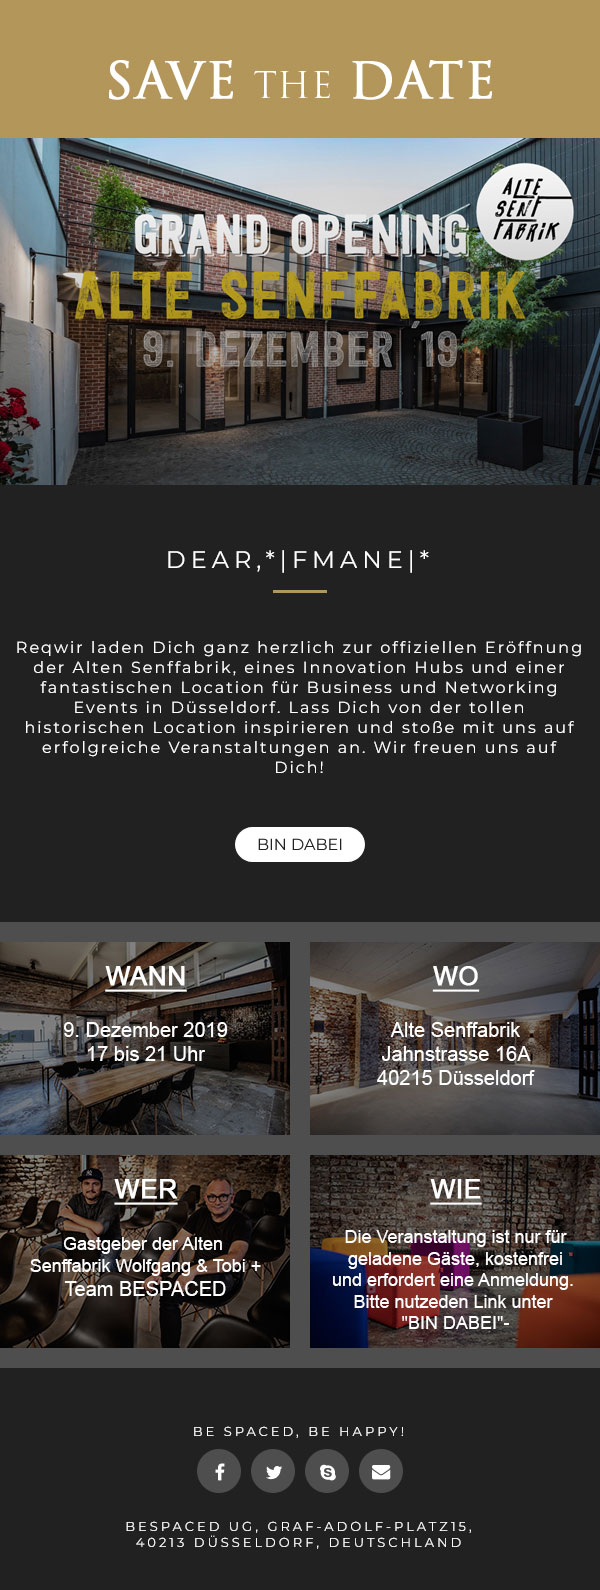 SAVE THE DATE
ALTE
SENF
FABRIK
GRAND OPENING
ALTE SENFFABRIK
9. DEZEMBER ´19
DEAR,*|FMANE|*
Reqwir laden Dich ganz herzlich zur offiziellen Eröffnung
der Alten Senffabrik, eines Innovation Hubs und einer
fantastischen Location für Business und Networking
Events in Düsseldorf. Lass Dich von der tollen
historischen Location inspirieren und stoße mit uns auf
erfolgreiche Veranstaltungen an. Wir freuen uns auf
Dich!
BIN DABEI
WANN
9. Dezember 2019
17 bis 21 Uhr
WO
Alte Senffabrik
Jahnstrasse 16A
40215 Düsseldorf
WER
Gastgeber der Alten
Senffabrik Wolfgang & Tobi +
Team BESPACED
WIE
Die Veranstaltung ist nur für
geladene Gäste, kostenfrei
und erfordert eine Anmeldung.
Bitte nutzeden Link unter
"BIN DABEI"-
BE SPACED, BE HAPPY!
BESPACED UG, GRAF-ADOLF-PLATZ15,
40213 DÜSSELDORF, DEUTSCHLAND